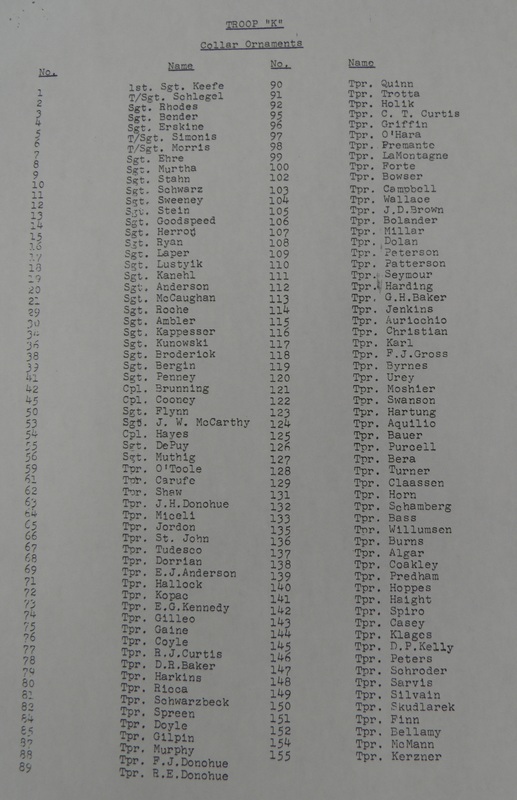 TROOP "K"
Collar Ornaments
No. Name
1 1st. Sgt. Keefe
2 T/Sgt. Schlegel
3 Sgt. Rhodes
4 Sgt. Bender
5 Sgt. Erskine
6 T/Sgt. Simonis
7 T/Sgt. Morris
8 Sgt. Ehre
9 Sgt. Murtha
10 Sgt. Stahn
11 Sgt. Schwarz
12 Sgt. Sweeney
13 Sgt. Stein
14 Sgt. Goodspeed
15 Sgt. Herrod
16 Sgt. Ryan
17 Sgt. Laper
18 Sgt. Lustyik
19 Sgt. Kanehl
20 Sgt. Anderson
21 Sgt. McCaughan
29 Sgt. Roche
30 Sgt. Ambler
34 Sgt. Kappesser
36 Sgt. Kunowski
38 Sgt. Broderick
39 Sgt. Bergin
41 Sgt. Penney
42 Cpl. Brunning
45 Cpl. Cooney
50 Sgt. Flynn
53 Sgt. J. W. McCarthy
54 Cpl. Hayes
55 Sgt. DePuy
56 Sgt. Muthig
59 Tpr. O'Toole
61 Tpr. Carufe
62 Tpr. Shaw
63 Tpr. J.H.Donohue
64 Tpr. Miceli
65 Tpr. Jordon
66 Tpr. St. John
67 Tpr. Tudesco
68 Tpr. Dorrian
69 Tpr. E.J.Anderson
71 Tpr. Hallock
72 Tpr. Kopac
73 Tpr. E.G.Kennedy
74 Tpr. Gilleo
75 Tpr. Gaine
76 Tpr. Coyle
77 Tpr. R.J.Curtis
78 Tpr. D.R.Baker
79 Tpr. Harkins
80 Tpr. Ricca
81 Tpr. Schwarzbeck
82 Tpr. Spreen
84 Tpr. Doyle
85 Tpr. Gilpin
87 Tpr. Murphy
88 Tpr. F.J.Donohue
89 Tpr. R.E.Donohue
No. Name
90 Tpr. Quinn
91 Tpr. Trotta
92 Tpr. Holik
95 Tpr. C. T. Curtis
96 Tpr. Griffin
97 Tpr. O'Hara
98 Tpr. Fremante
99 Tpr. LaMontagne
100 Tpr. Forte
102 Tpr. Bowser
103 Tpr. Campbell
104 Tpr. Wallace
105 Tpr. J.D.Brown
106 Tpr. Bolander
107 Tpr. Millar
108 Tpr. Dolan
109 Tpr. Peterson
110 Tpr. Patterson
111 Tpr. Seymour
112 Tpr. Harding
113 Tpr. G.H.Baker
114 Tpr. Jenkins
115 Tpr. Auricchio
116 Tpr. Christian
117 Tpr. Karl
118 Tpr. F.J.Gross
119 Tpr. Byrnes
120 Tpr. Urey
121 Tpr. Moshier
122 Tpr. Swanson
123 Tpr. Hartung
124 Tpr. Aquilio
125 Tpr. Bauer
126 Tpr. Purcell
127 Tpr. Bera
128 Tpr. Turner
129 Tpr. Claassen
131 Tpr. Horn
132 Tpr. Schamberg
133 Tpr. Bass
135 Tpr. Willumsen
136 Tpr. Burns
137 Tpr. Algar
138 Tpr. Coakley
139 Tpr. Predham
140 Tpr. Hoppes
141 Tpr. Haight
142 Tpr. Spiro
143 Tpr. Casey
144 Tpr. Klages
145 Tpr. D.P.Kelly
146 Tpr. Peters
147 Tpr. Schroder
148 Tpr. Sarvis
149 Tpr. Silvain
150 Tpr. Skudlarek
151 Tpr. Finn
152 Tpr. Bellamy
154 Tpr. McMann
155 Tpr. Kerzner